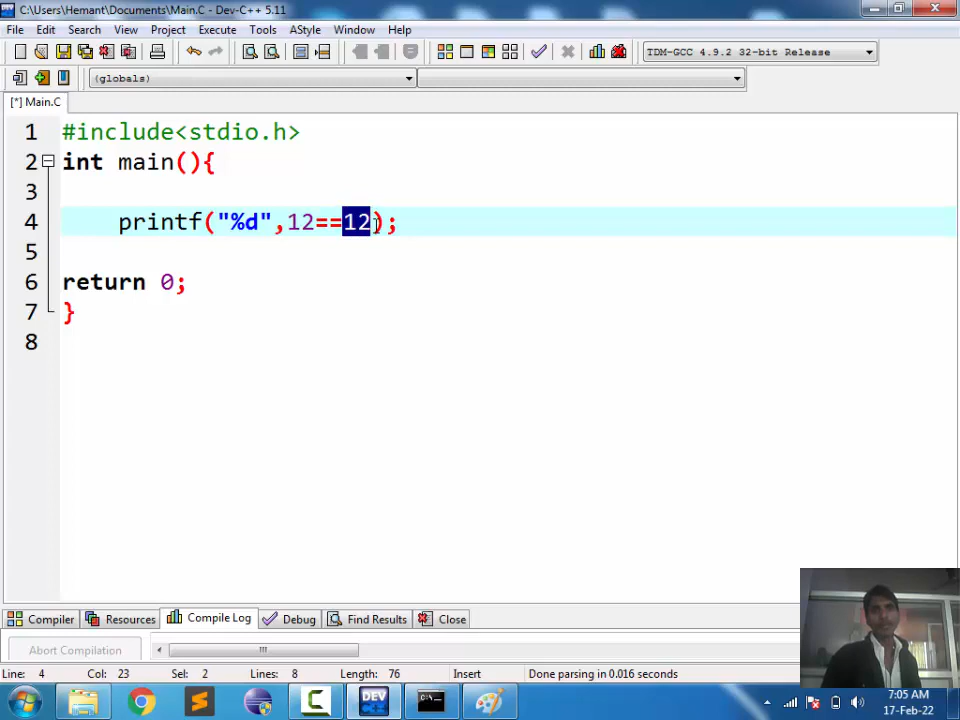 C:\Users\Hemant\Documents\Main.C - Dev-C++ 5.11
File Edit Search View Project Execute Tools AStyle Window Help
TDM-GCC 4.9.2 32-bit Release
(globals)
[*] Main.C
1 #include<stdio.h>
2 int main(){
3
4 printf("%d",12==12);
5
6 return 0;
7 }
8
Compiler Resources Compile Log Debug Find Results Close
Abort Compilation
Line: 4 Col: 23 Sel: 2 Lines: 8 Length: 76 Insert Done parsing in 0.016 seconds
DEV
7:05 AM
17-Feb-22